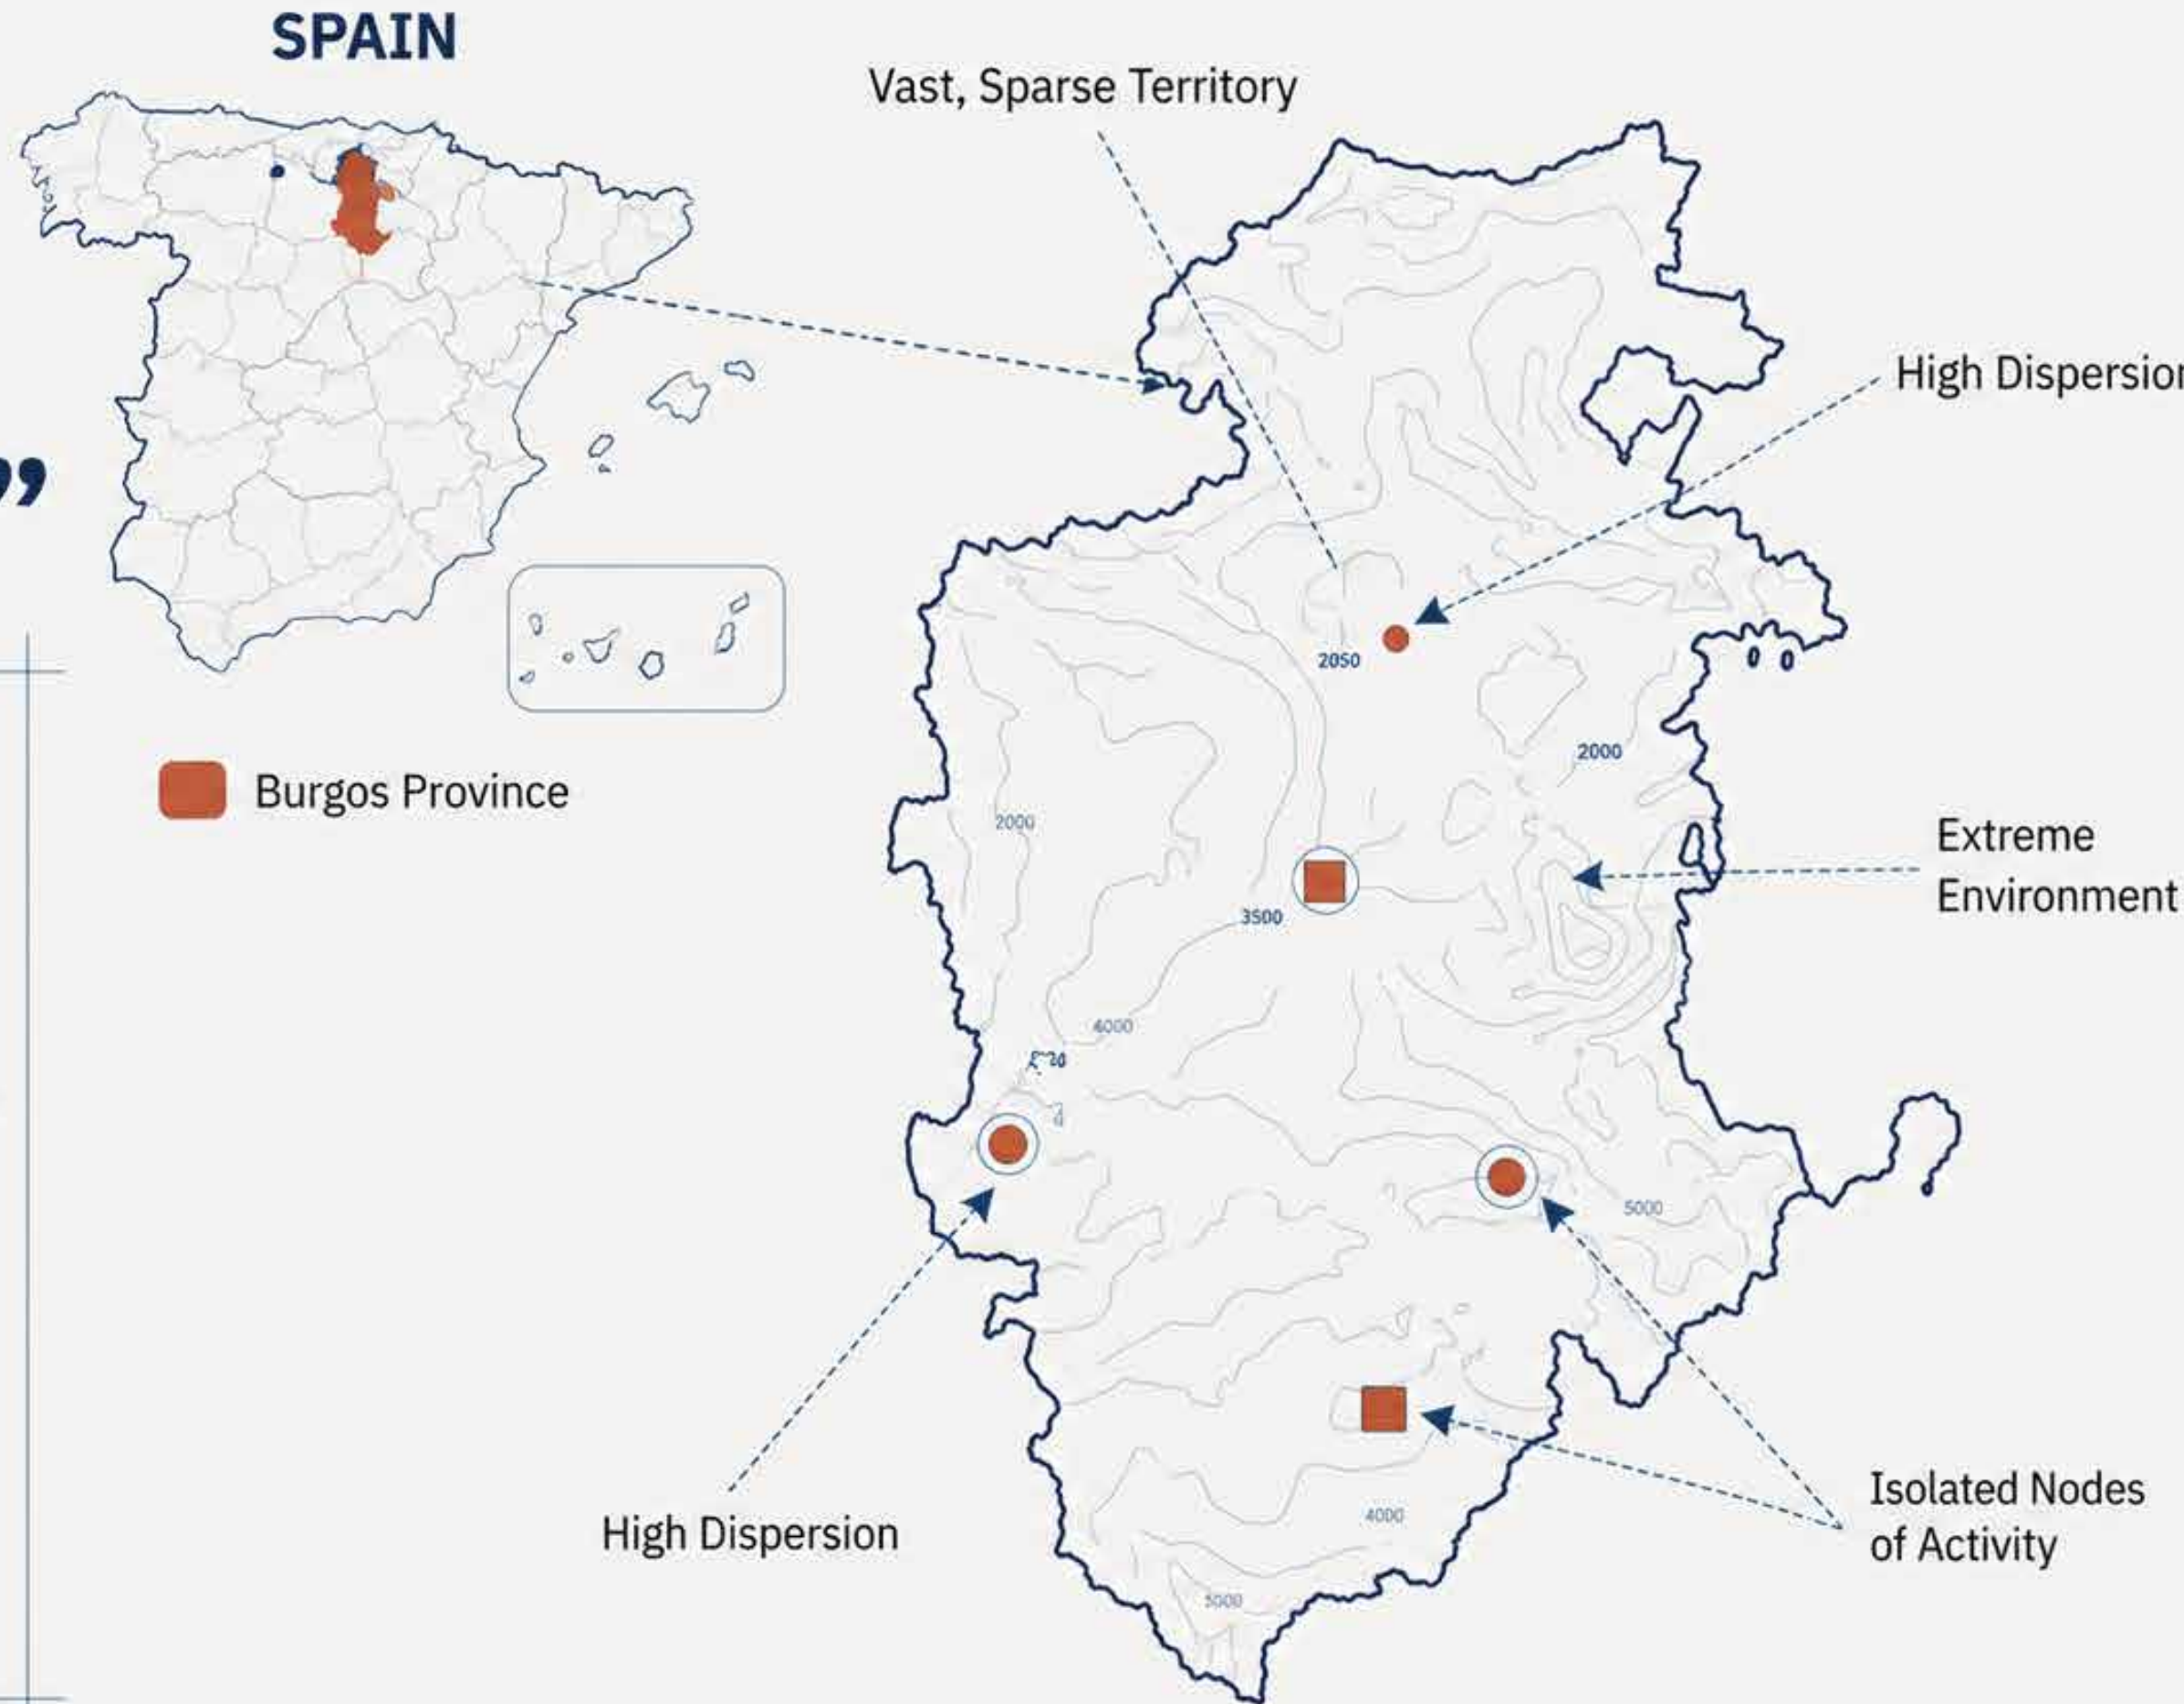 SPAIN
Vast, Sparse Territory
High Dispersion
”
2050
Burgos Province
2000
2000
Extreme
Environment
3500
4000
5000
High Dispersion
Isolated Nodes
of Activity
4000